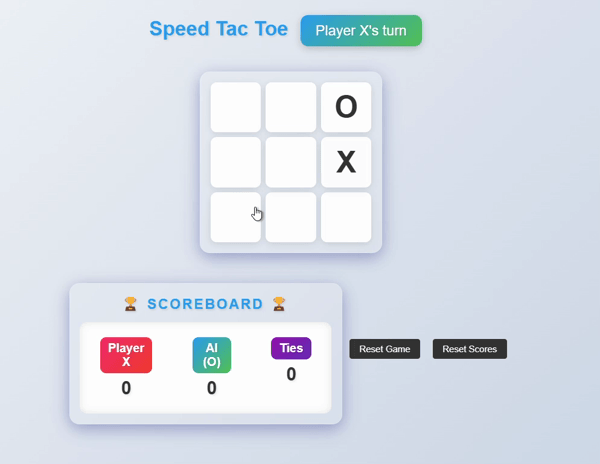 Speed Tac Toe
Player X's turn
O
X
🏆 SCOREBOARD 🏆
Player
X
AI
(O)
Ties
0
0
0
Reset Game
Reset Scores